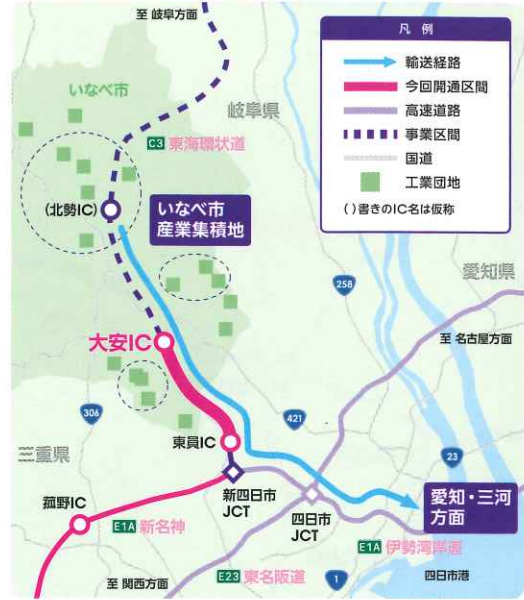 至 岐阜方面
凡 例
輸送経路
今回開通区間
高速道路
事業区間
国道
工業団地
( )書きのIC名は仮称
いなべ市
岐阜県
C3 東海環状道
(北勢IC)
いなべ市
産業集積地
愛知県
258
至 名古屋方面
大安IC
306
421
東員IC
23
三重県
新四日市
JCT
四日市
JCT
愛知・三河
方面
菰野IC
E1A 新名神
E1A 伊勢湾岸道
至 関西方面
E23 東名阪道
1
四日市港